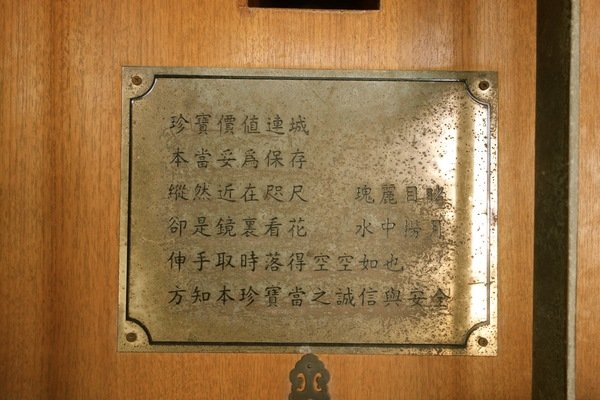 珍寶價值連城
本當妥為保存
縱然近在咫尺 瑰麗目睹
卻是鏡裏看花 水中撈月
伸手取時落得空空如也
方知本珍寶當之誠信與安全